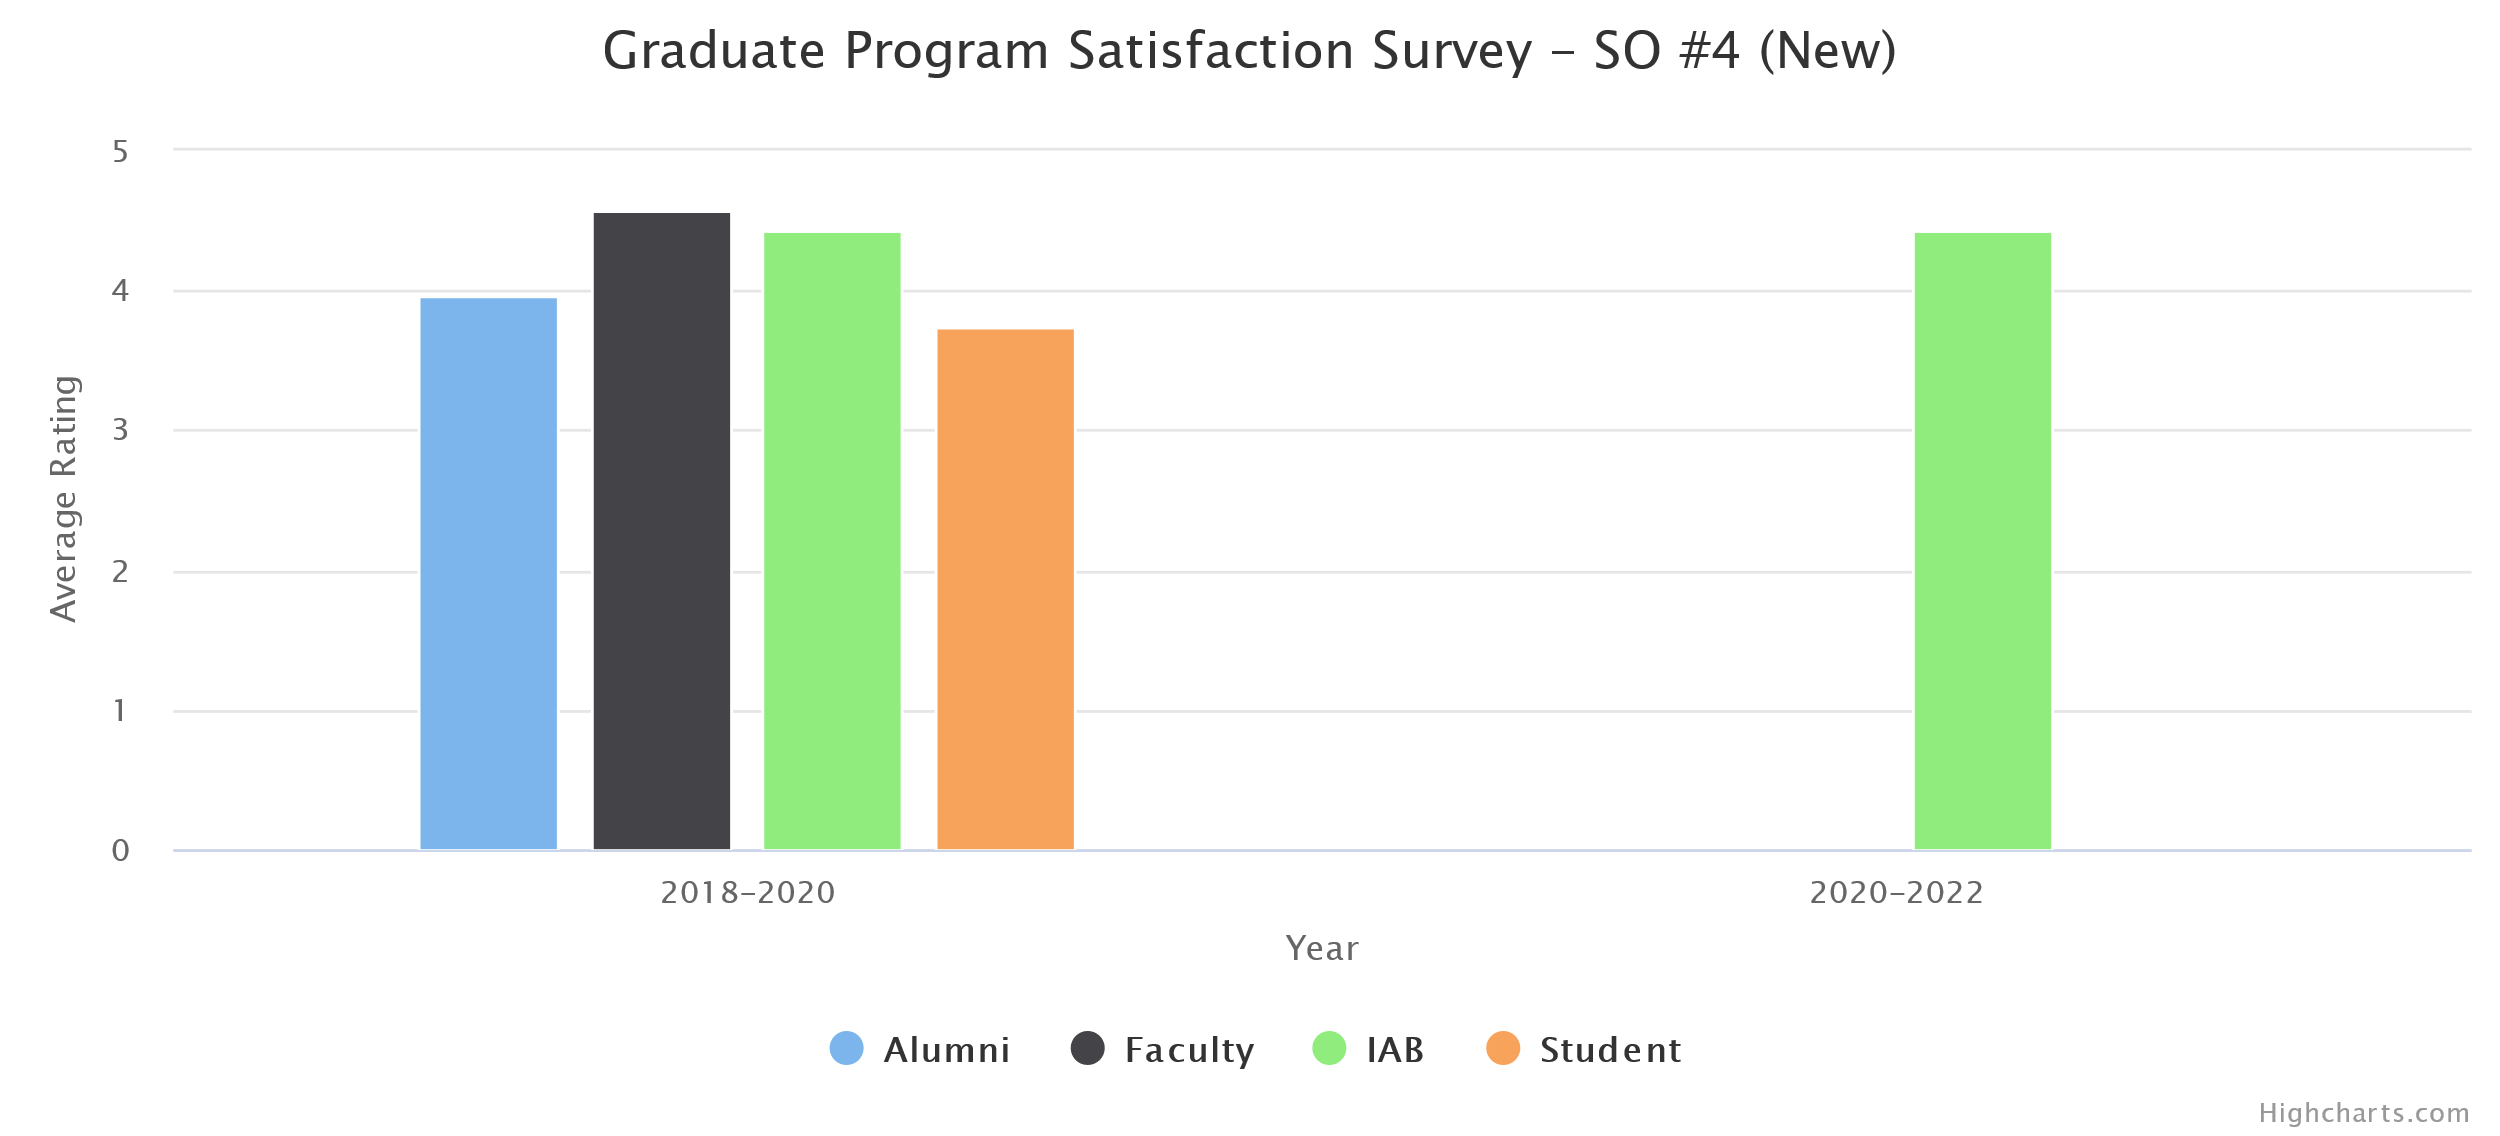 Graduate Program Satisfaction Survey – SO #4 (New)
5
4
3
2
1
0
Average Rating
2018–2020 2020–2022
Year
Alumni Faculty IAB Student
Highcharts.com